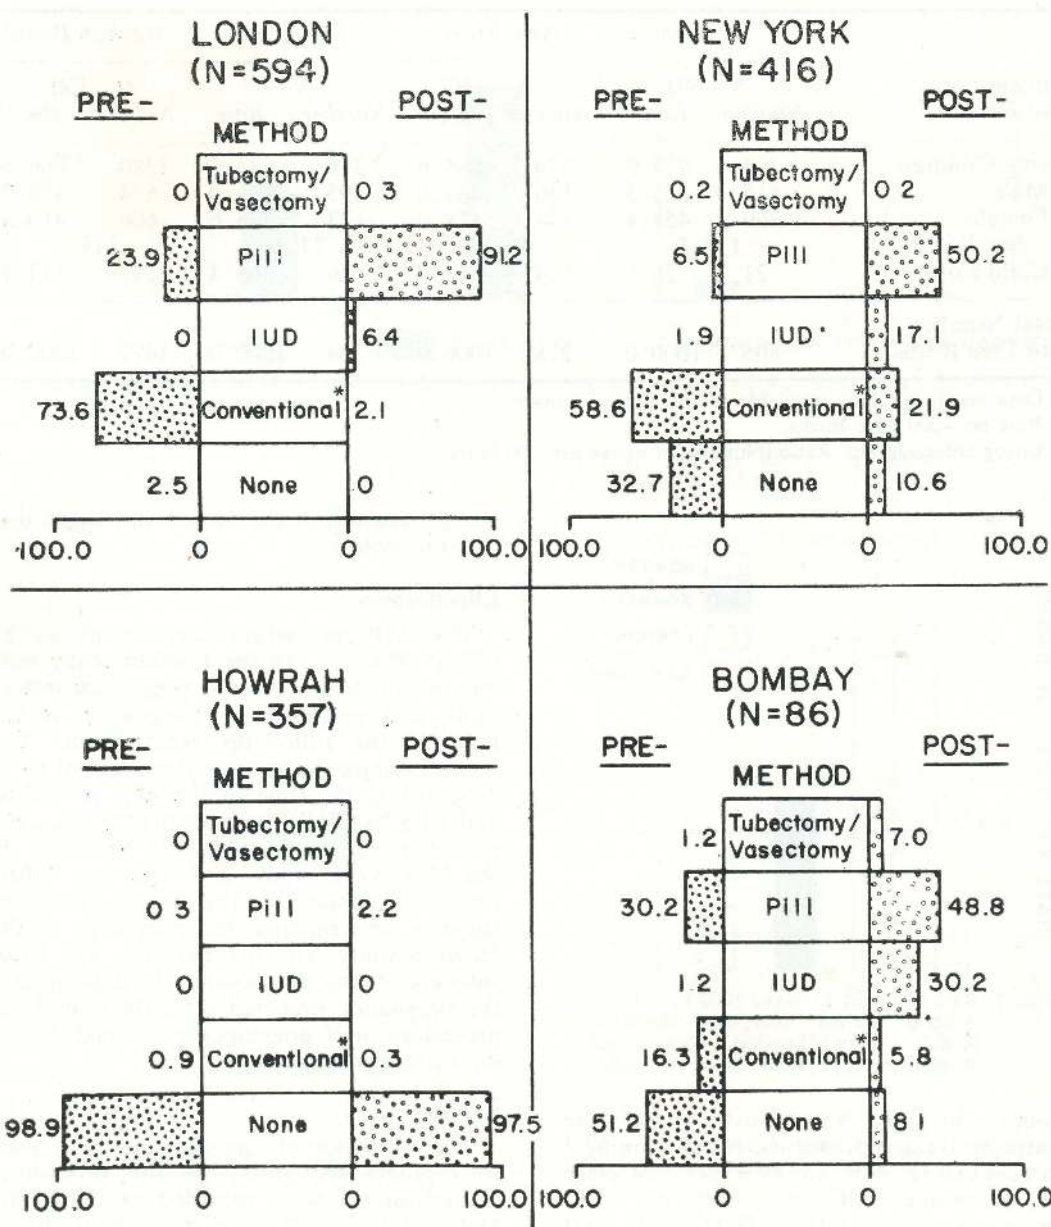 LONDON
(N=594)
PRE- POST-
METHOD
0 Tubectomy/ Vasectomy 0.3
23.9 Pill 91.2
0 IUD 6.4
73.6 Conventional* 2.1
2.5 None 0
100.0 0 0 100.0
NEW YORK
(N=416)
PRE- POST-
METHOD
0.2 Tubectomy/ Vasectomy 0.2
6.5 Pill 50.2
1.9 IUD 17.1
58.6 Conventional* 21.9
32.7 None 10.6
100.0 0 0 100.0
HOWRAH
(N=357)
PRE- POST-
METHOD
0 Tubectomy/ Vasectomy 0
0.3 Pill 2.2
0 IUD 0
0.9 Conventional* 0.3
98.9 None 97.5
100.0 0 0 100.0
BOMBAY
(N=86)
PRE- POST-
METHOD
1.2 Tubectomy/ Vasectomy 7.0
30.2 Pill 48.8
1.2 IUD 30.2
16.3 Conventional* 5.8
51.2 None 8.1
100.0 0 0 100.0